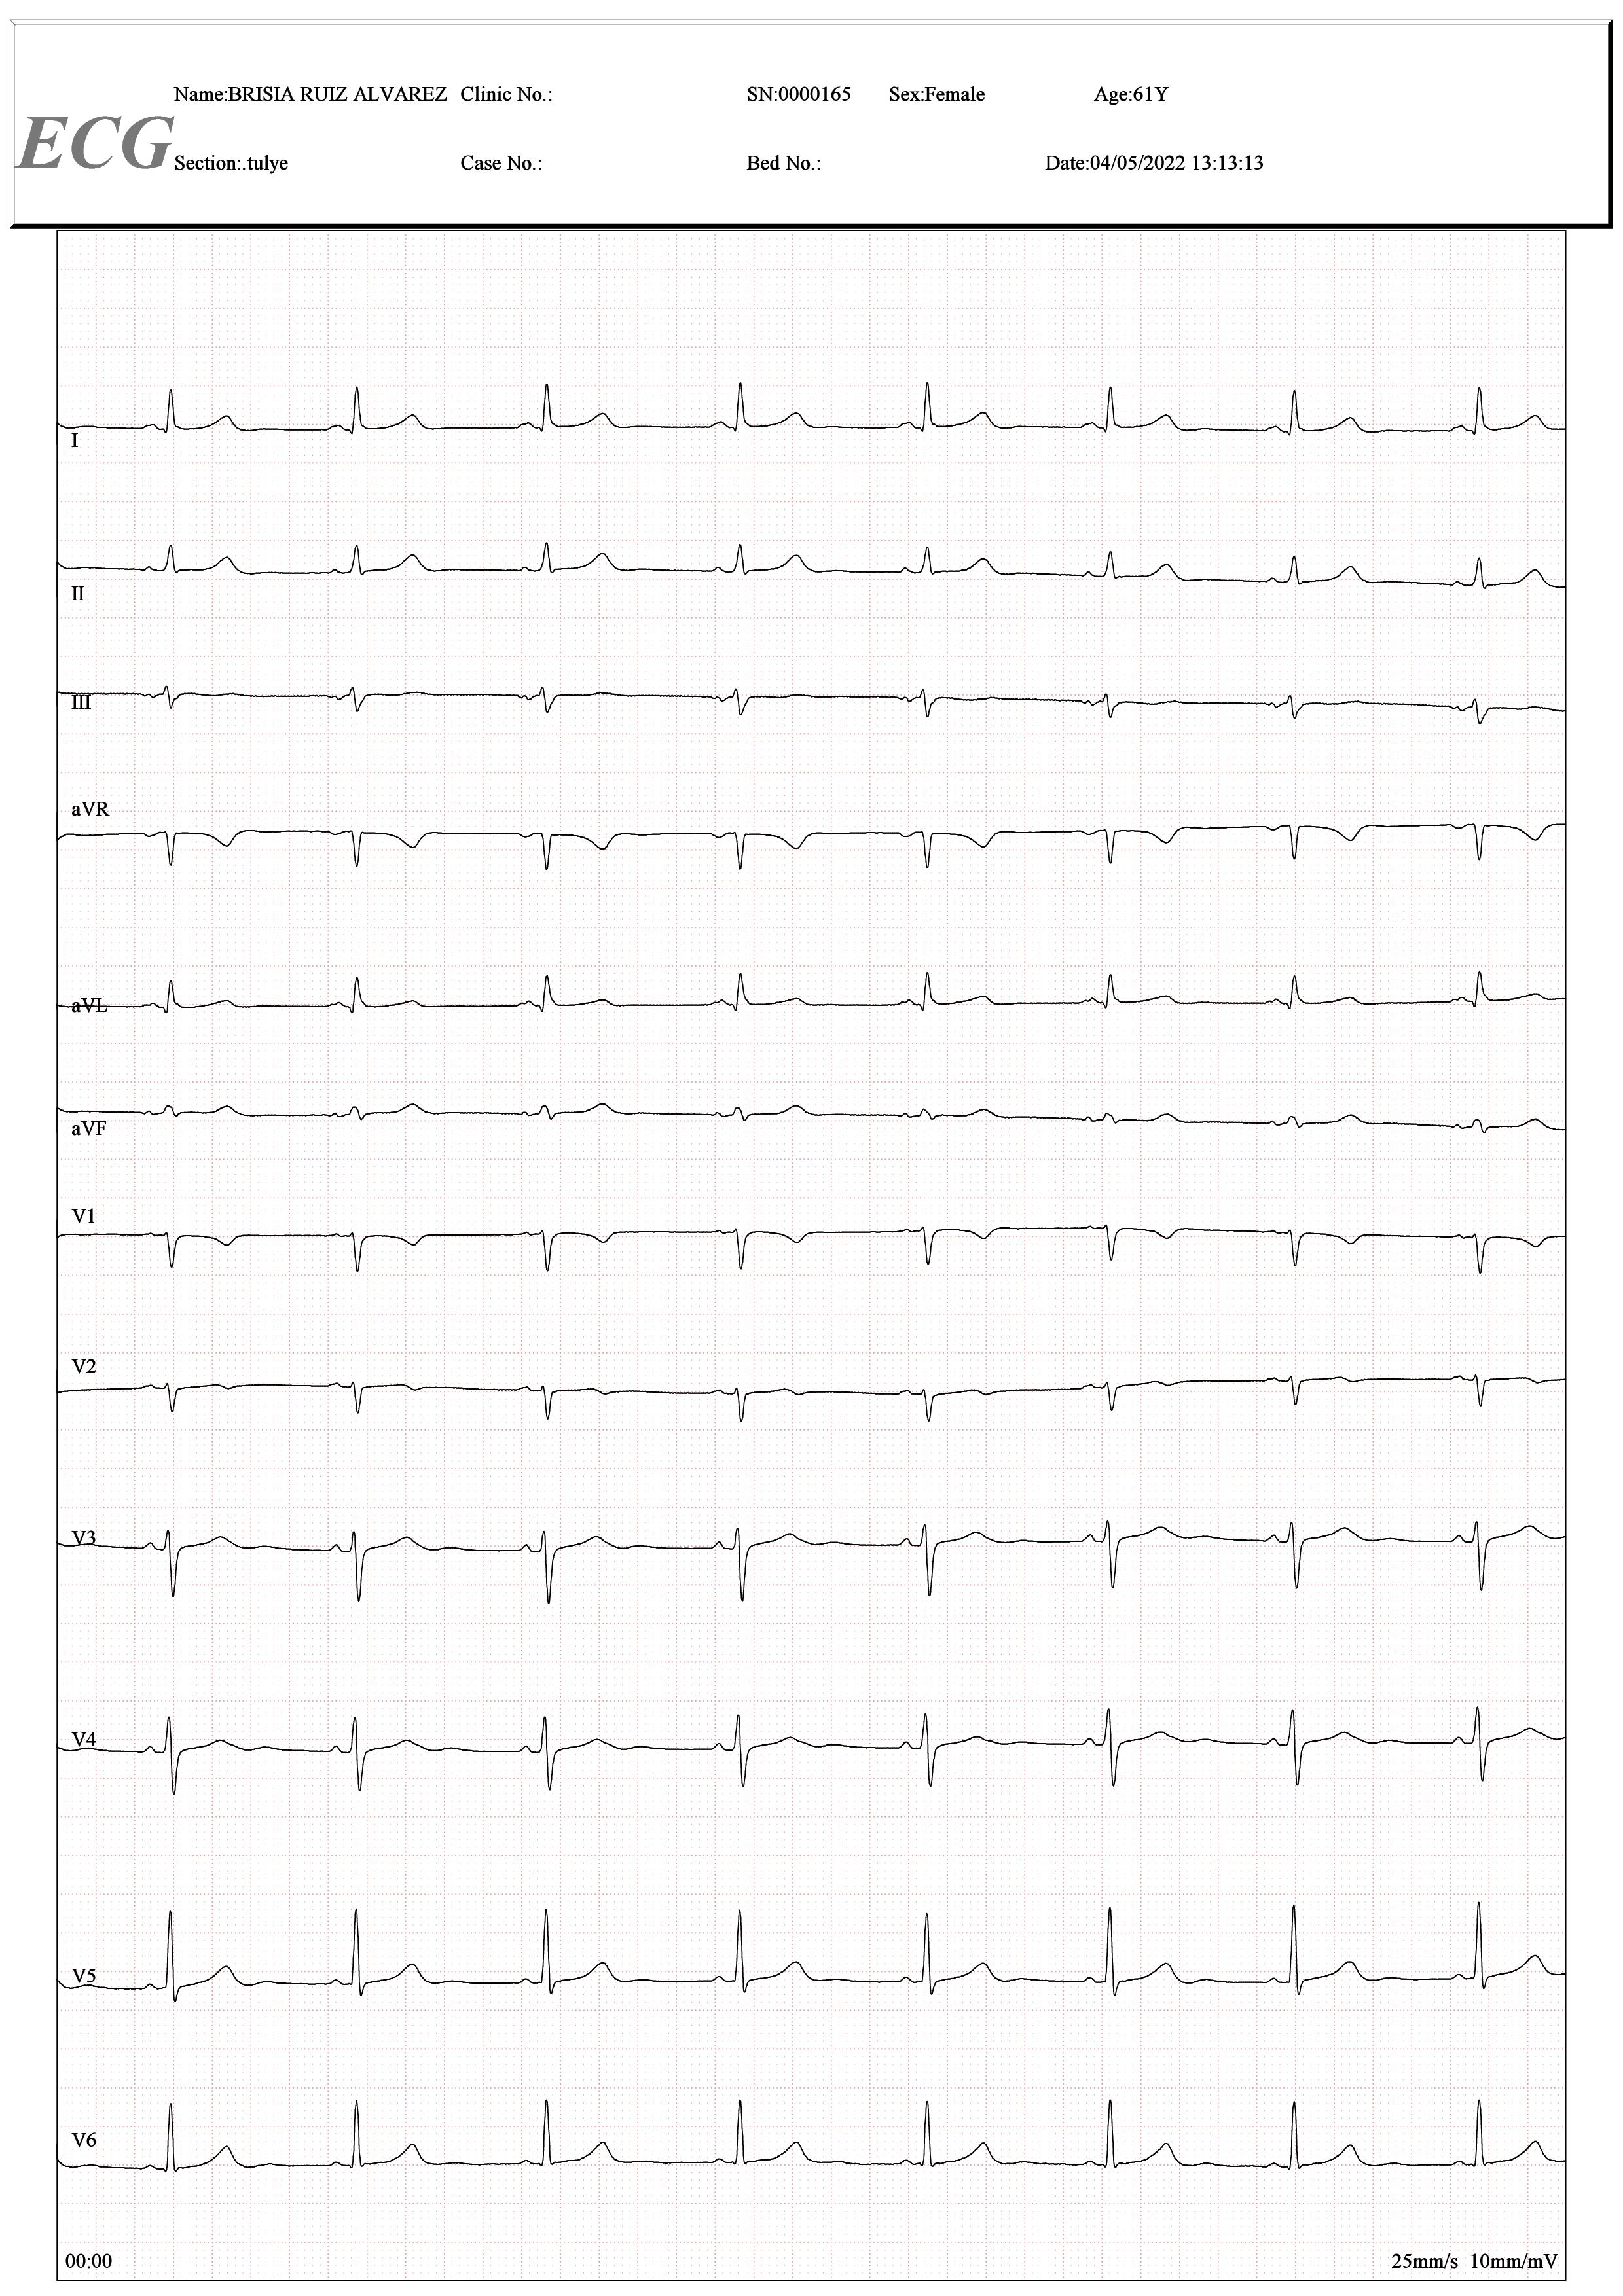 Name:BRISIA RUIZ ALVAREZ Clinic No.: SN:0000165 Sex:Female Age:61Y
ECG
Section:.tulye Case No.: Bed No.: Date:04/05/2022 13:13:13
I
II
III
aVR
aVL
aVF
V1
V2
V3
V4
V5
V6
00:00 25mm/s 10mm/mV